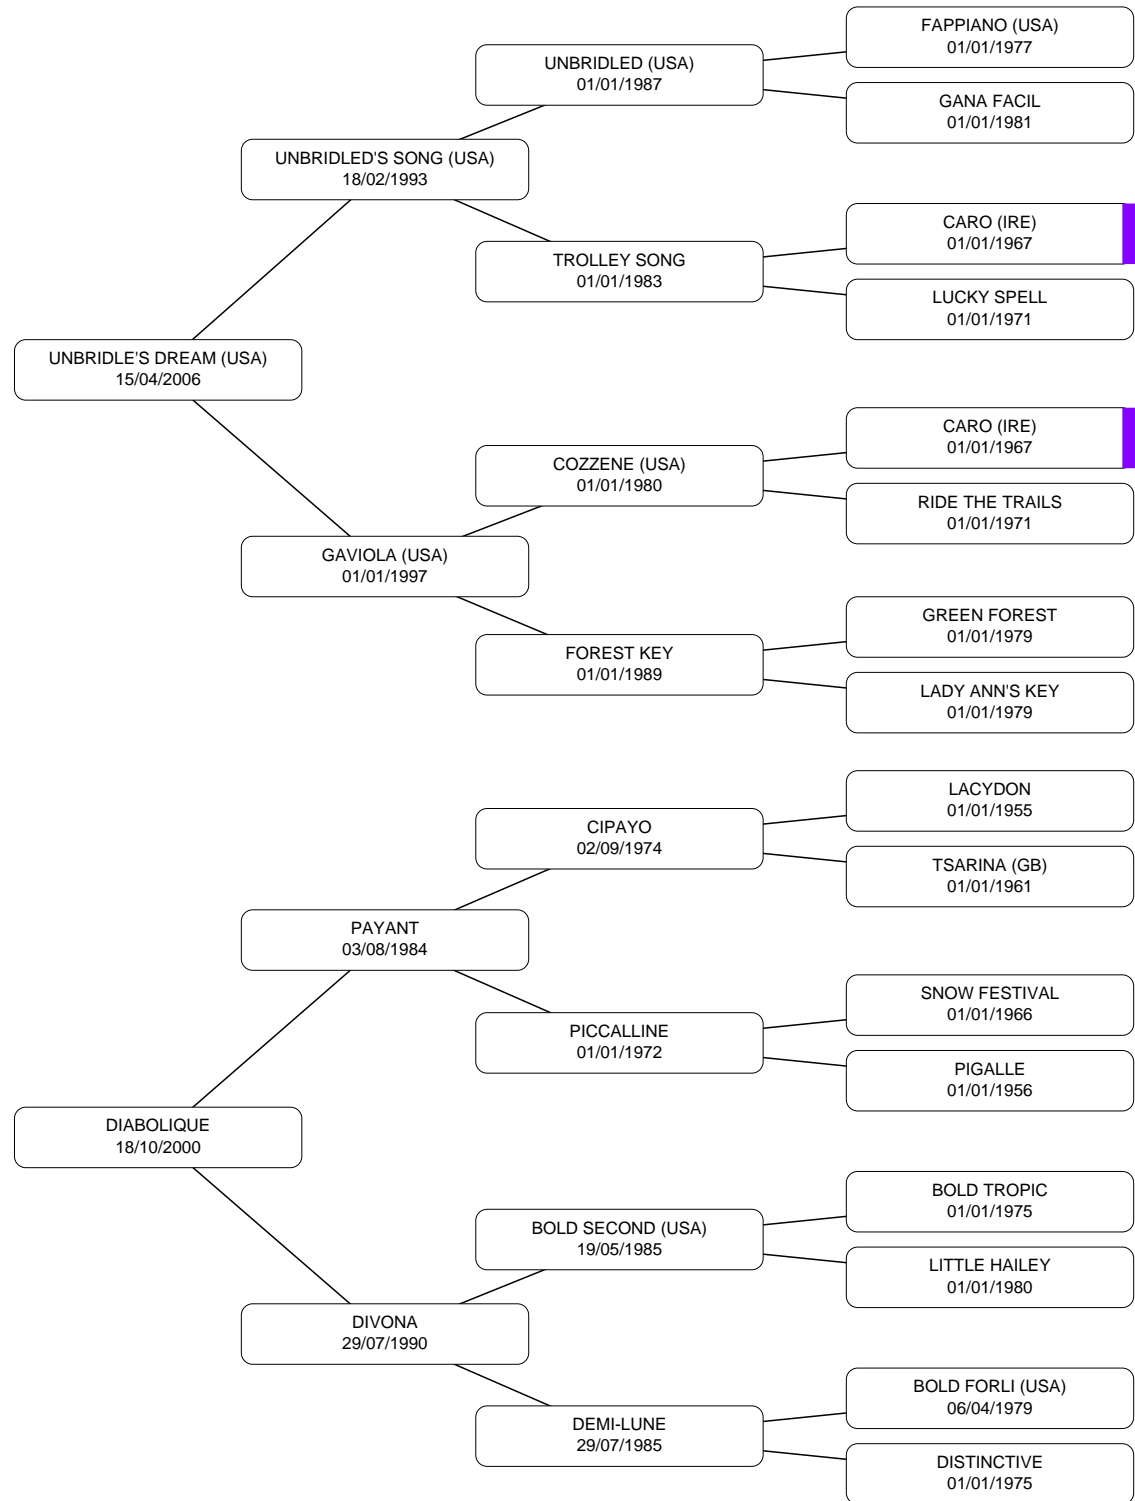 FAPPIANO (USA)
01/01/1977
UNBRIDLED (USA)
01/01/1987
GANA FACIL
01/01/1981
UNBRIDLED'S SONG (USA)
18/02/1993
CARO (IRE)
01/01/1967
TROLLEY SONG
01/01/1983
LUCKY SPELL
01/01/1971
UNBRIDLE'S DREAM (USA)
15/04/2006
CARO (IRE)
01/01/1967
COZZENE (USA)
01/01/1980
RIDE THE TRAILS
01/01/1971
GAVIOLA (USA)
01/01/1997
GREEN FOREST
01/01/1979
FOREST KEY
01/01/1989
LADY ANN'S KEY
01/01/1979
LACYDON
01/01/1955
CIPAYO
02/09/1974
TSARINA (GB)
01/01/1961
PAYANT
03/08/1984
SNOW FESTIVAL
01/01/1966
PICCALLINE
01/01/1972
PIGALLE
01/01/1956
DIABOLIQUE
18/10/2000
BOLD TROPIC
01/01/1975
BOLD SECOND (USA)
19/05/1985
LITTLE HAILEY
01/01/1980
DIVONA
29/07/1990
BOLD FORLI (USA)
06/04/1979
DEMI-LUNE
29/07/1985
DISTINCTIVE
01/01/1975